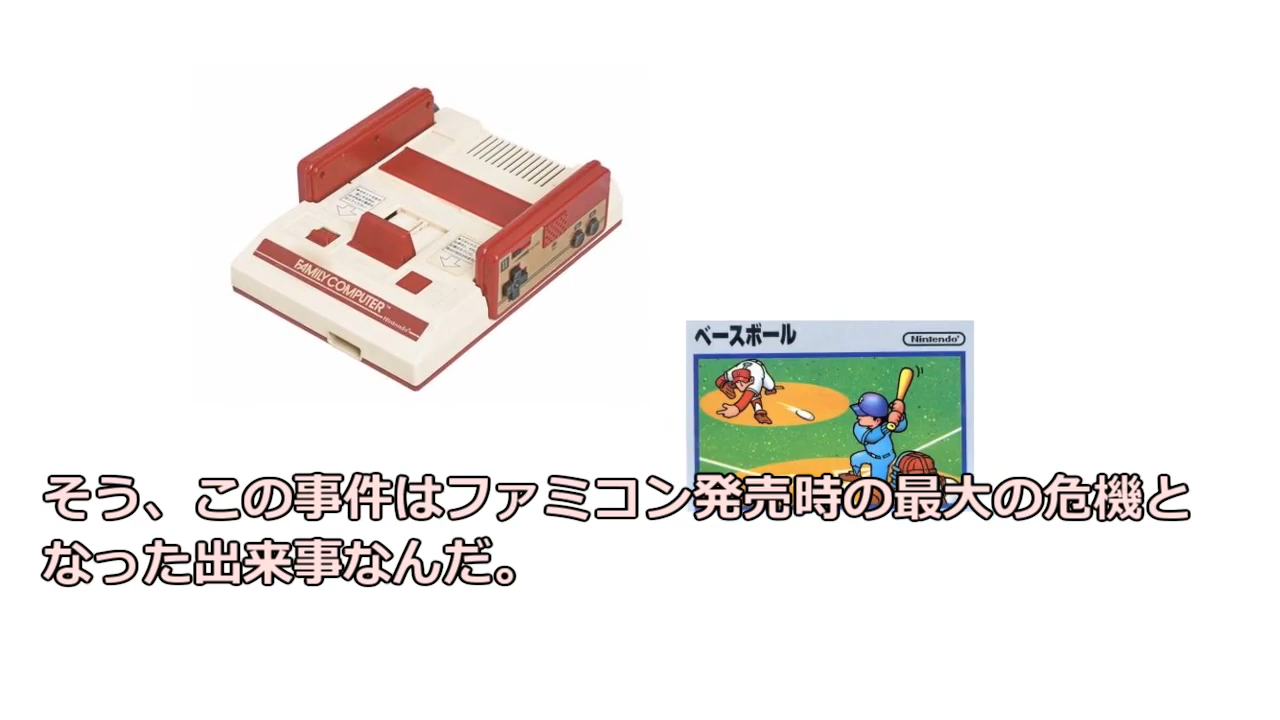 FAMILY COMPUTER™
Nintendo®
ベースボール
Nintendo®
そう、この事件はファミコン発売時の最大の危機と
なった出来事なんだ。